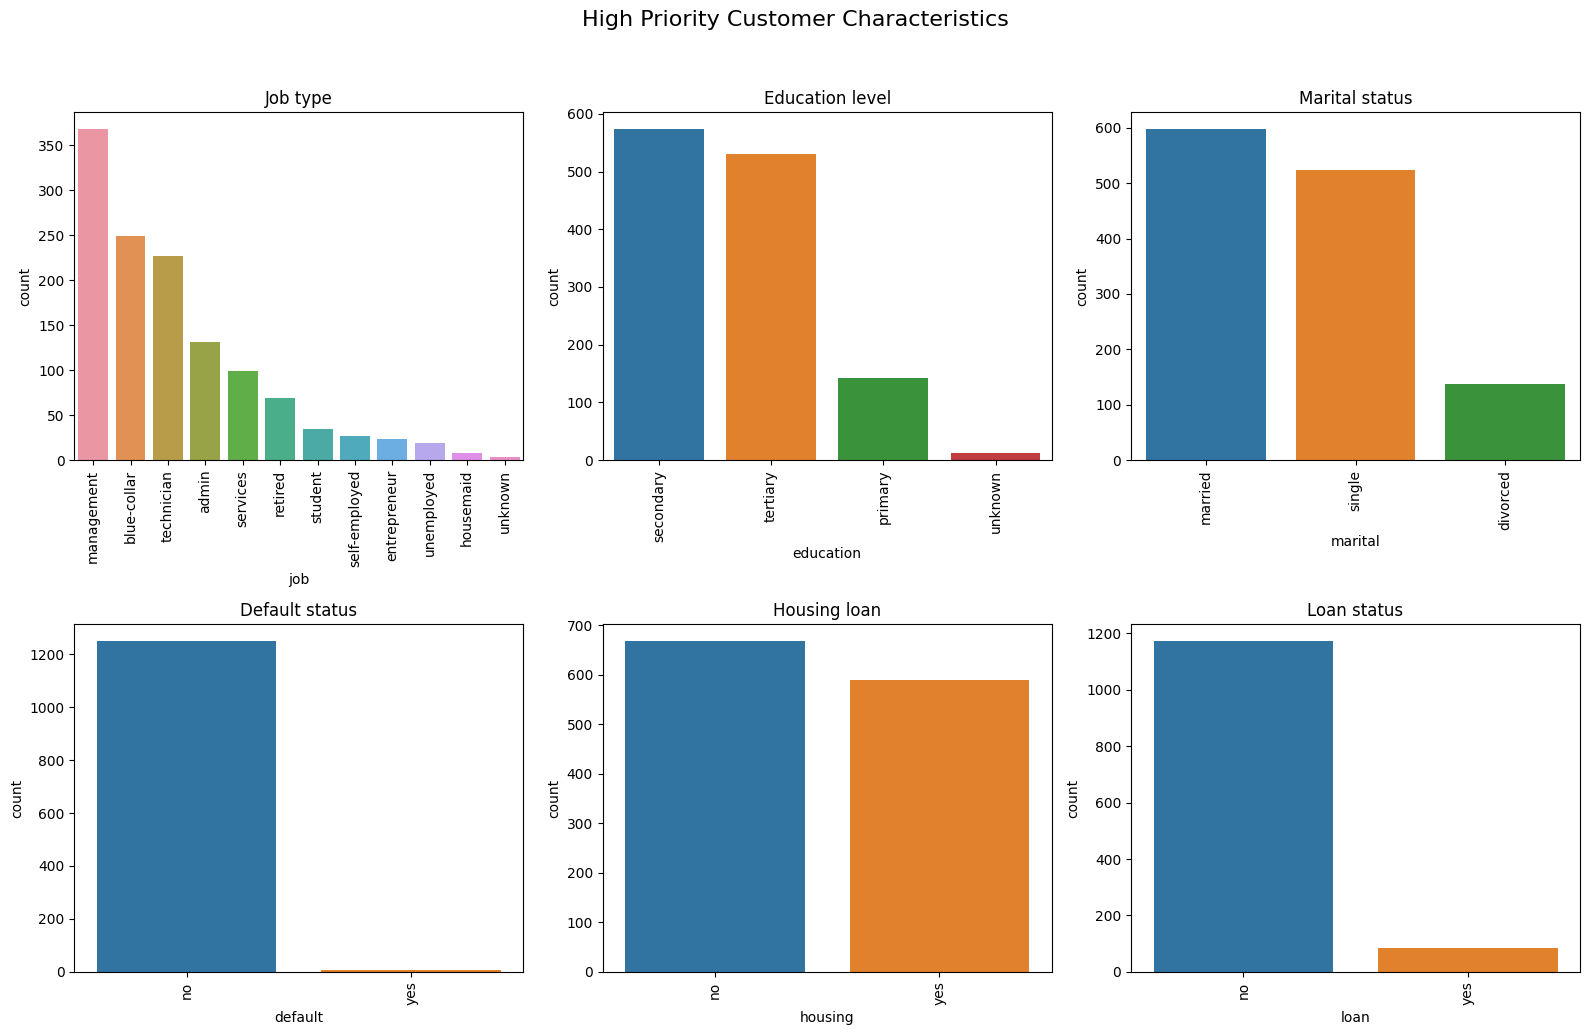 High Priority Customer Characteristics
Job type
count
350
300
250
200
150
100
50
0
management
blue-collar
technician
admin
services
retired
student
self-employed
entrepreneur
unemployed
housemaid
unknown
job
Education level
count
600
500
400
300
200
100
0
secondary
tertiary
primary
unknown
education
Marital status
count
600
500
400
300
200
100
0
married
single
divorced
marital
Default status
count
1200
1000
800
600
400
200
0
no
yes
default
Housing loan
count
700
600
500
400
300
200
100
0
no
yes
housing
Loan status
count
1200
1000
800
600
400
200
0
no
yes
loan